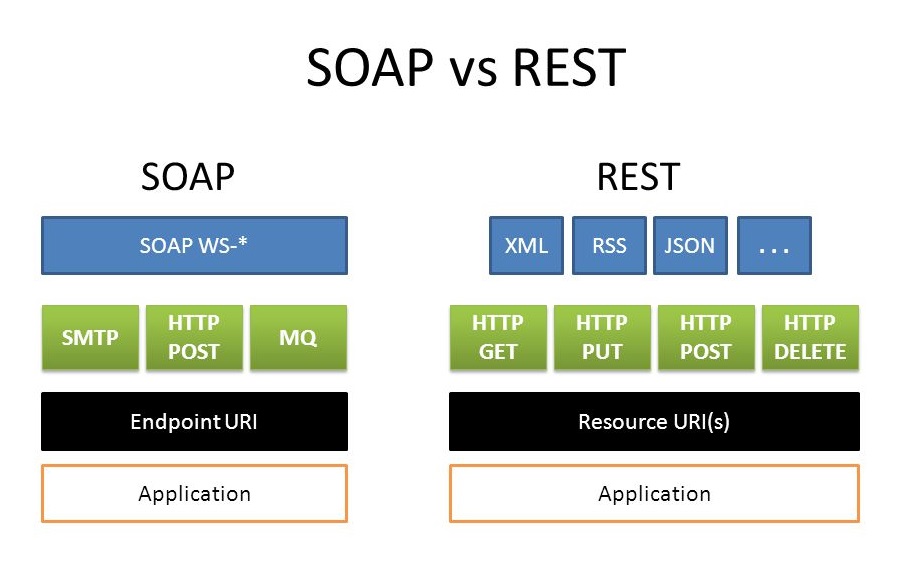 SOAP vs REST
SOAP
SOAP WS-*
SMTP
HTTP
POST
MQ
Endpoint URI
Application
REST
XML
RSS
JSON
...
HTTP
GET
HTTP
PUT
HTTP
POST
HTTP
DELETE
Resource URI(s)
Application